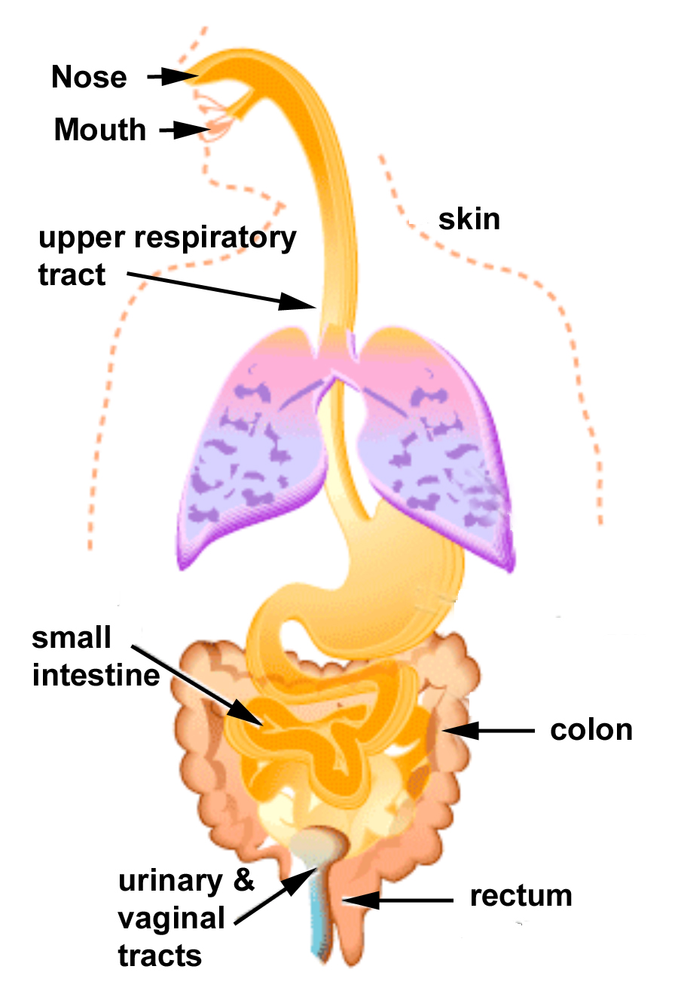 Nose
Mouth
skin
upper respiratory
tract
small
intestine
colon
urinary &
vaginal
tracts
rectum